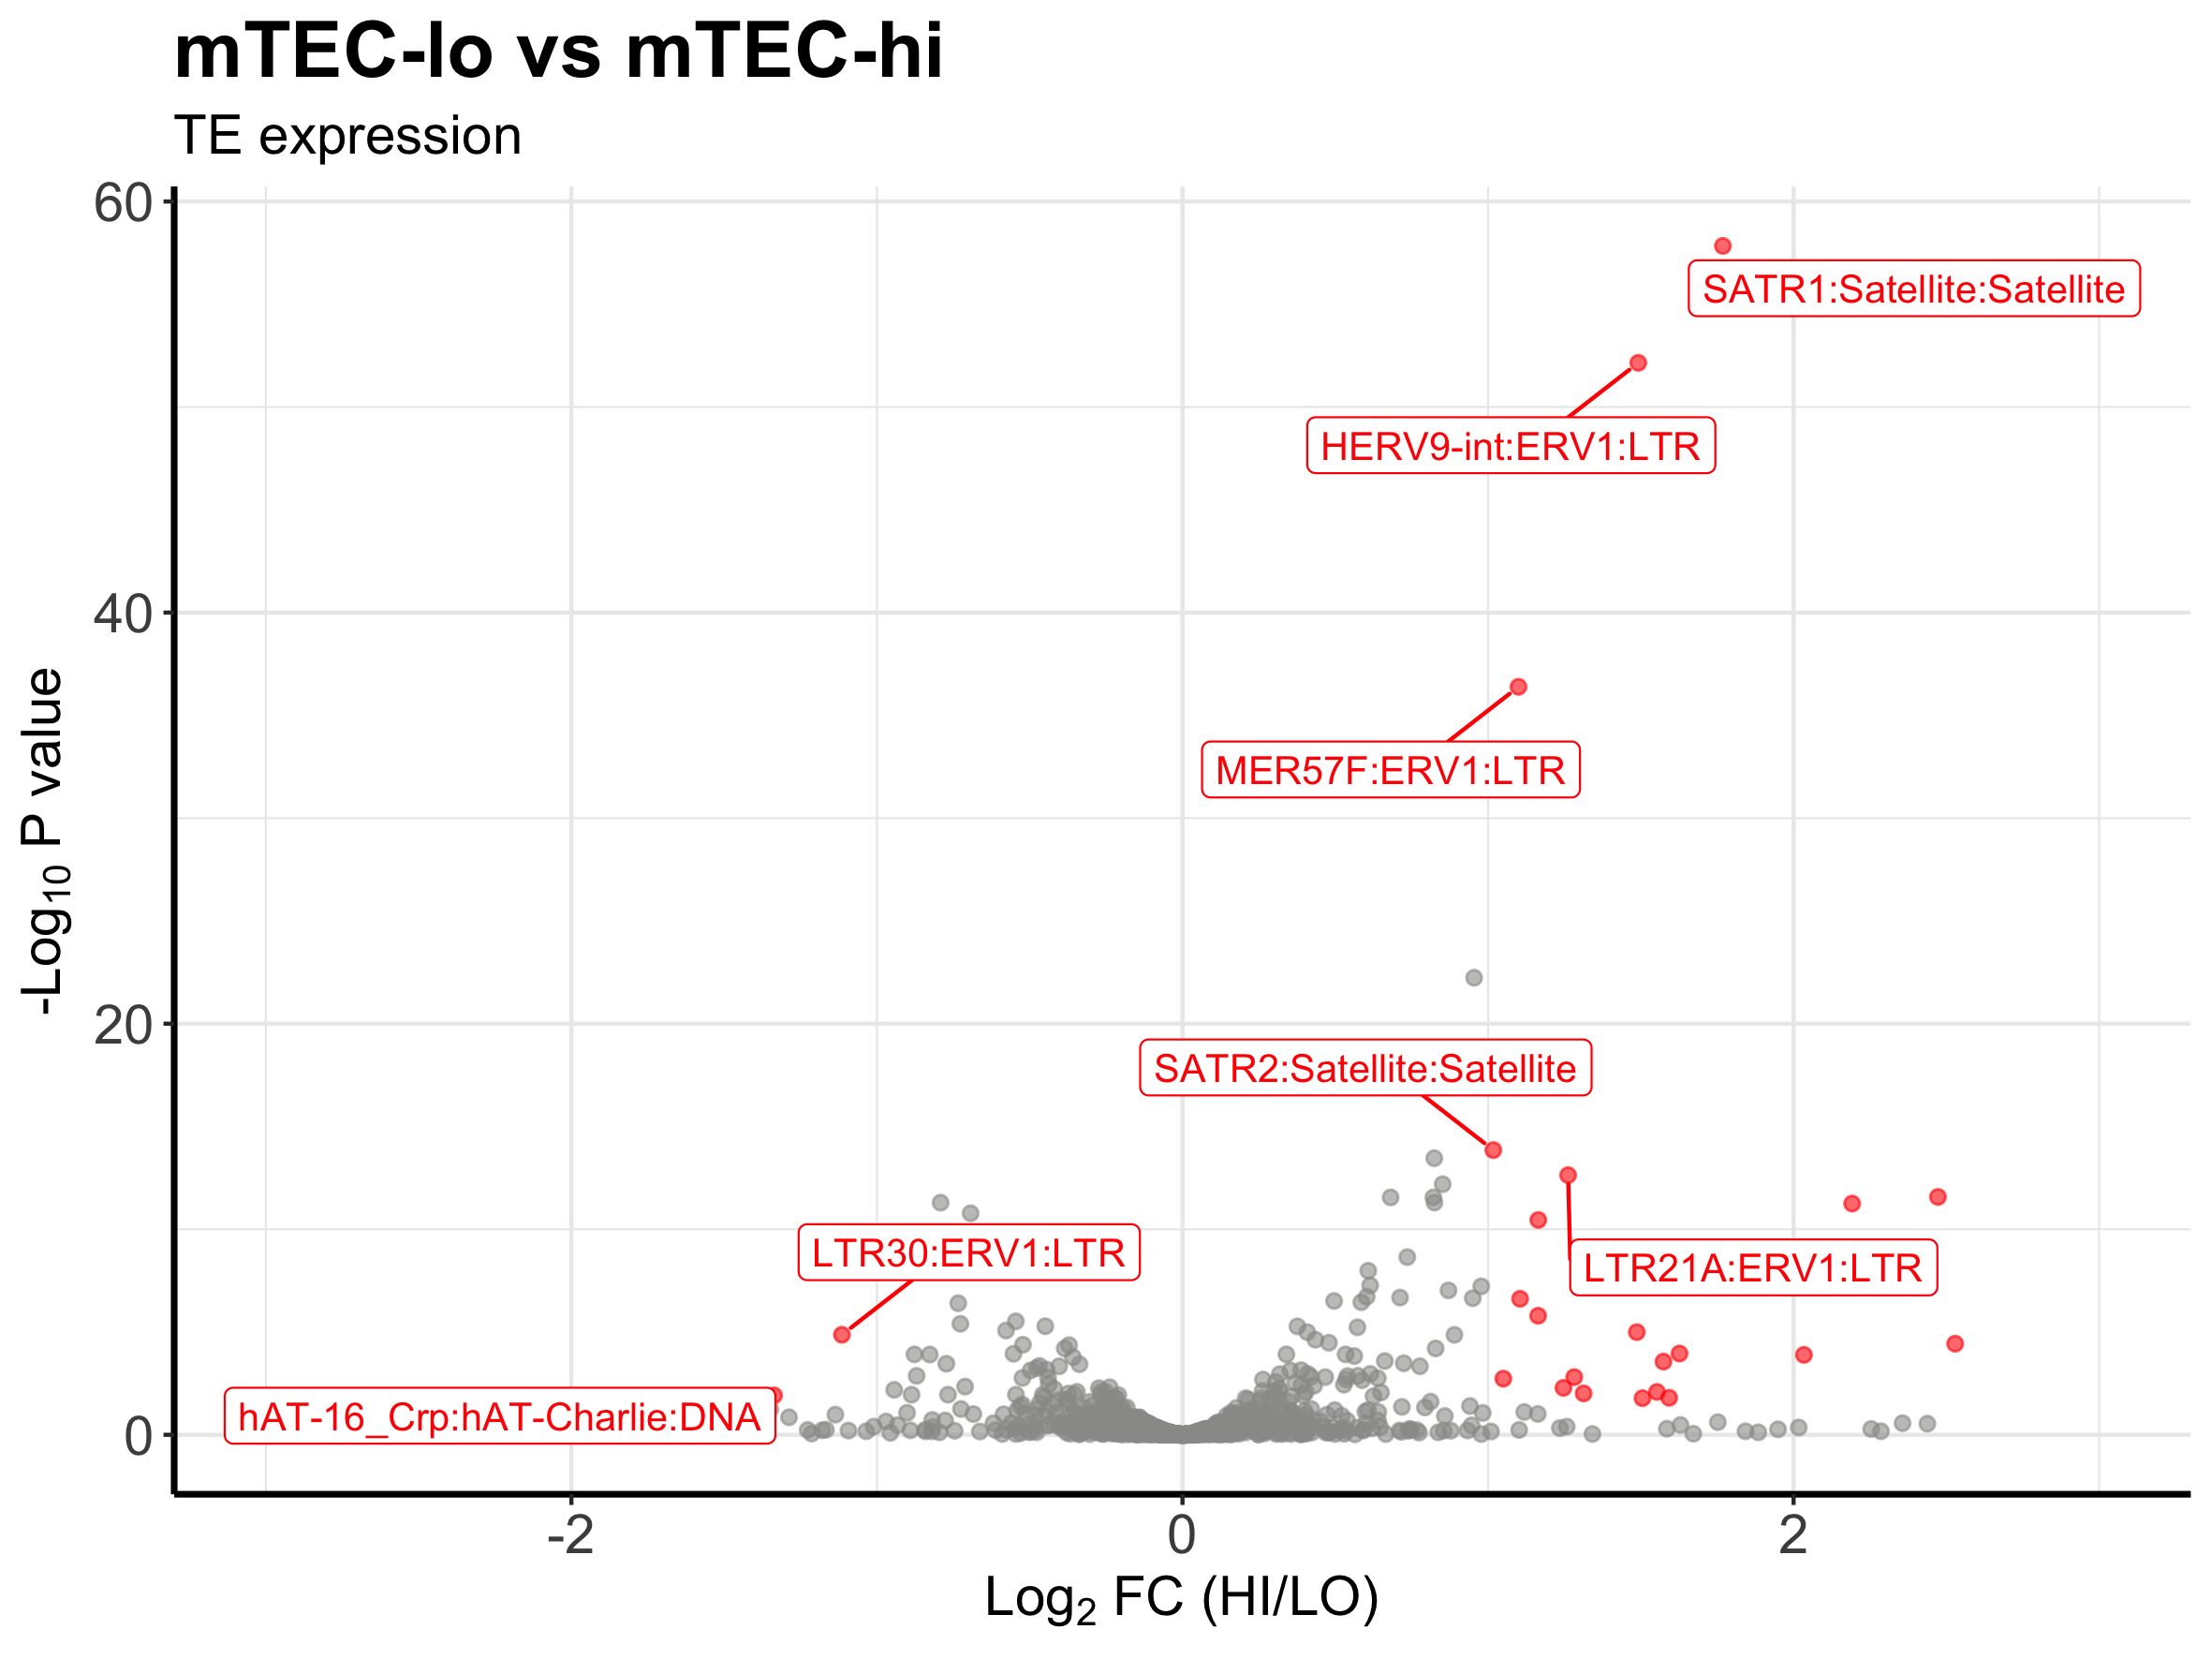 mTEC-lo vs mTEC-hi
TE expression
60
SATR1:Satellite:Satellite
HERV9-int:ERV1:LTR
40
MER57F:ERV1:LTR
-Log10 P value
20
SATR2:Satellite:Satellite
LTR30:ERV1:LTR
LTR21A:ERV1:LTR
hAT-16_Crp:hAT-Charlie:DNA
0
-2 0 2
Log2 FC (HI/LO)